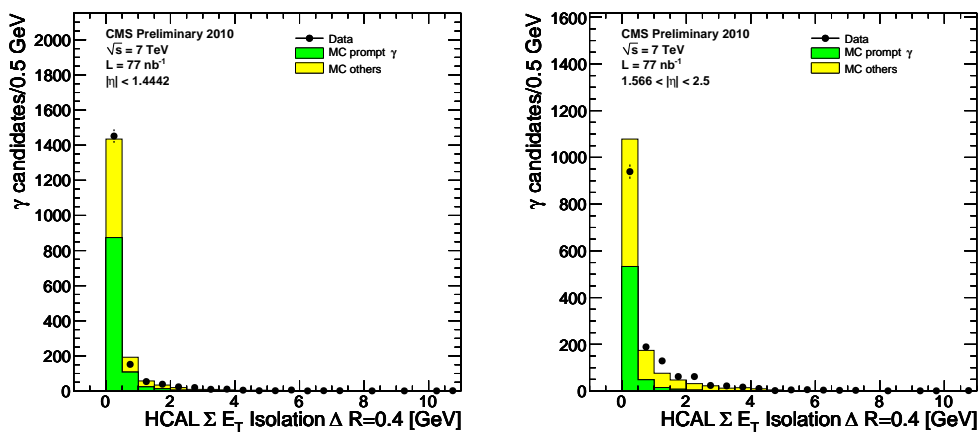 γ candidates/0.5 GeV
CMS Preliminary 2010
√s = 7 TeV
L = 77 nb-1
|η| < 1.4442
Data
MC prompt γ
MC others
2000
1800
1600
1400
1200
1000
800
600
400
200
0
0 2 4 6 8 10
HCAL Σ ET Isolation Δ R=0.4 [GeV]
γ candidates/0.5 GeV
CMS Preliminary 2010
√s = 7 TeV
L = 77 nb-1
1.566 < |η| < 2.5
Data
MC prompt γ
MC others
1600
1400
1200
1000
800
600
400
200
0
0 2 4 6 8 10
HCAL Σ ET Isolation Δ R=0.4 [GeV]